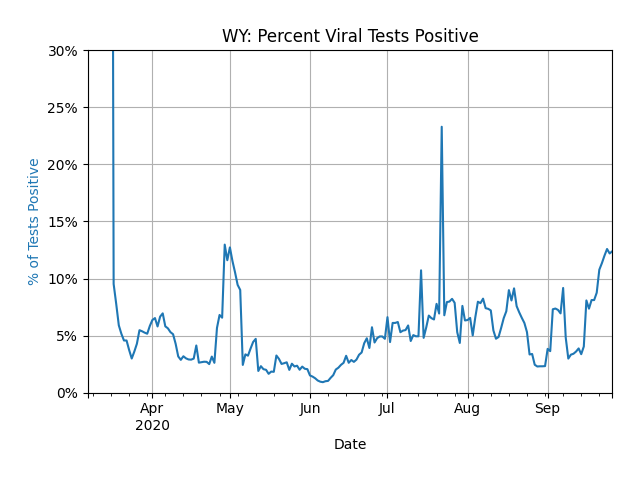 WY: Percent Viral Tests Positive
30%
25%
20%
15%
10%
5%
0%
% of Tests Positive
Apr
2020
May
Jun
Jul
Aug
Sep
Date